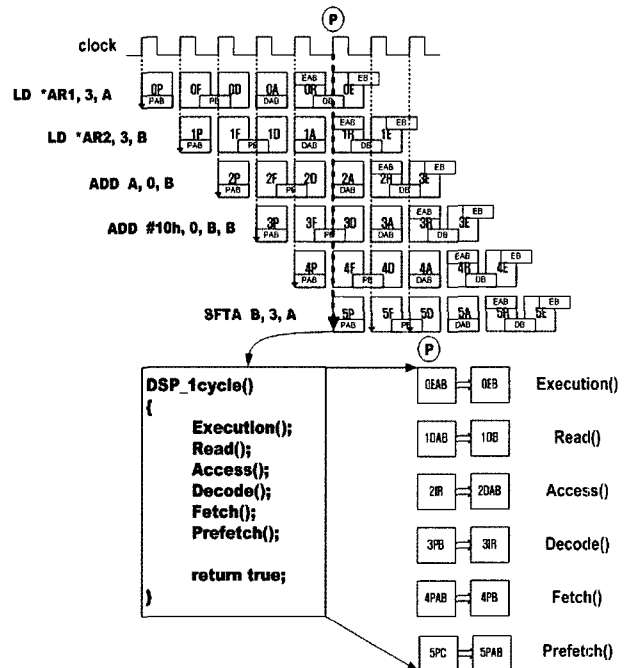 P
clock
LD *AR1, 3, A
0P 0F 0D 0A 0R 0E
PAB PB DAB EAB DB EB
LD *AR2, 3, B
1P 1F 1D 1A 1R 1E
PAB PB DAB EAB DB EB
ADD A, 0, B
2P 2F 2D 2A 2R 3E
PAB PB DAB EAB DB EB
ADD #10h, 0, B, B
3P 3F 3D 3A 3R 3E
PAB PB DAB EAB DB EB
4P 4F 4D 4A 4R 4E
PAB PB DAB EAB DB EB
SFTA B, 3, A
5P 5F 5D 5A 5R 5E
PAB PB DAB EAB DB EB
P
DSP_1cycle()
{
Execution();
Read();
Access();
Decode();
Fetch();
Prefetch();
return true;
}
0EAB 0EB Execution()
1DAB 1DB Read()
2IR 2DAB Access()
3PB 3IR Decode()
4PAB 4PB Fetch()
5PC 5PAB Prefetch()